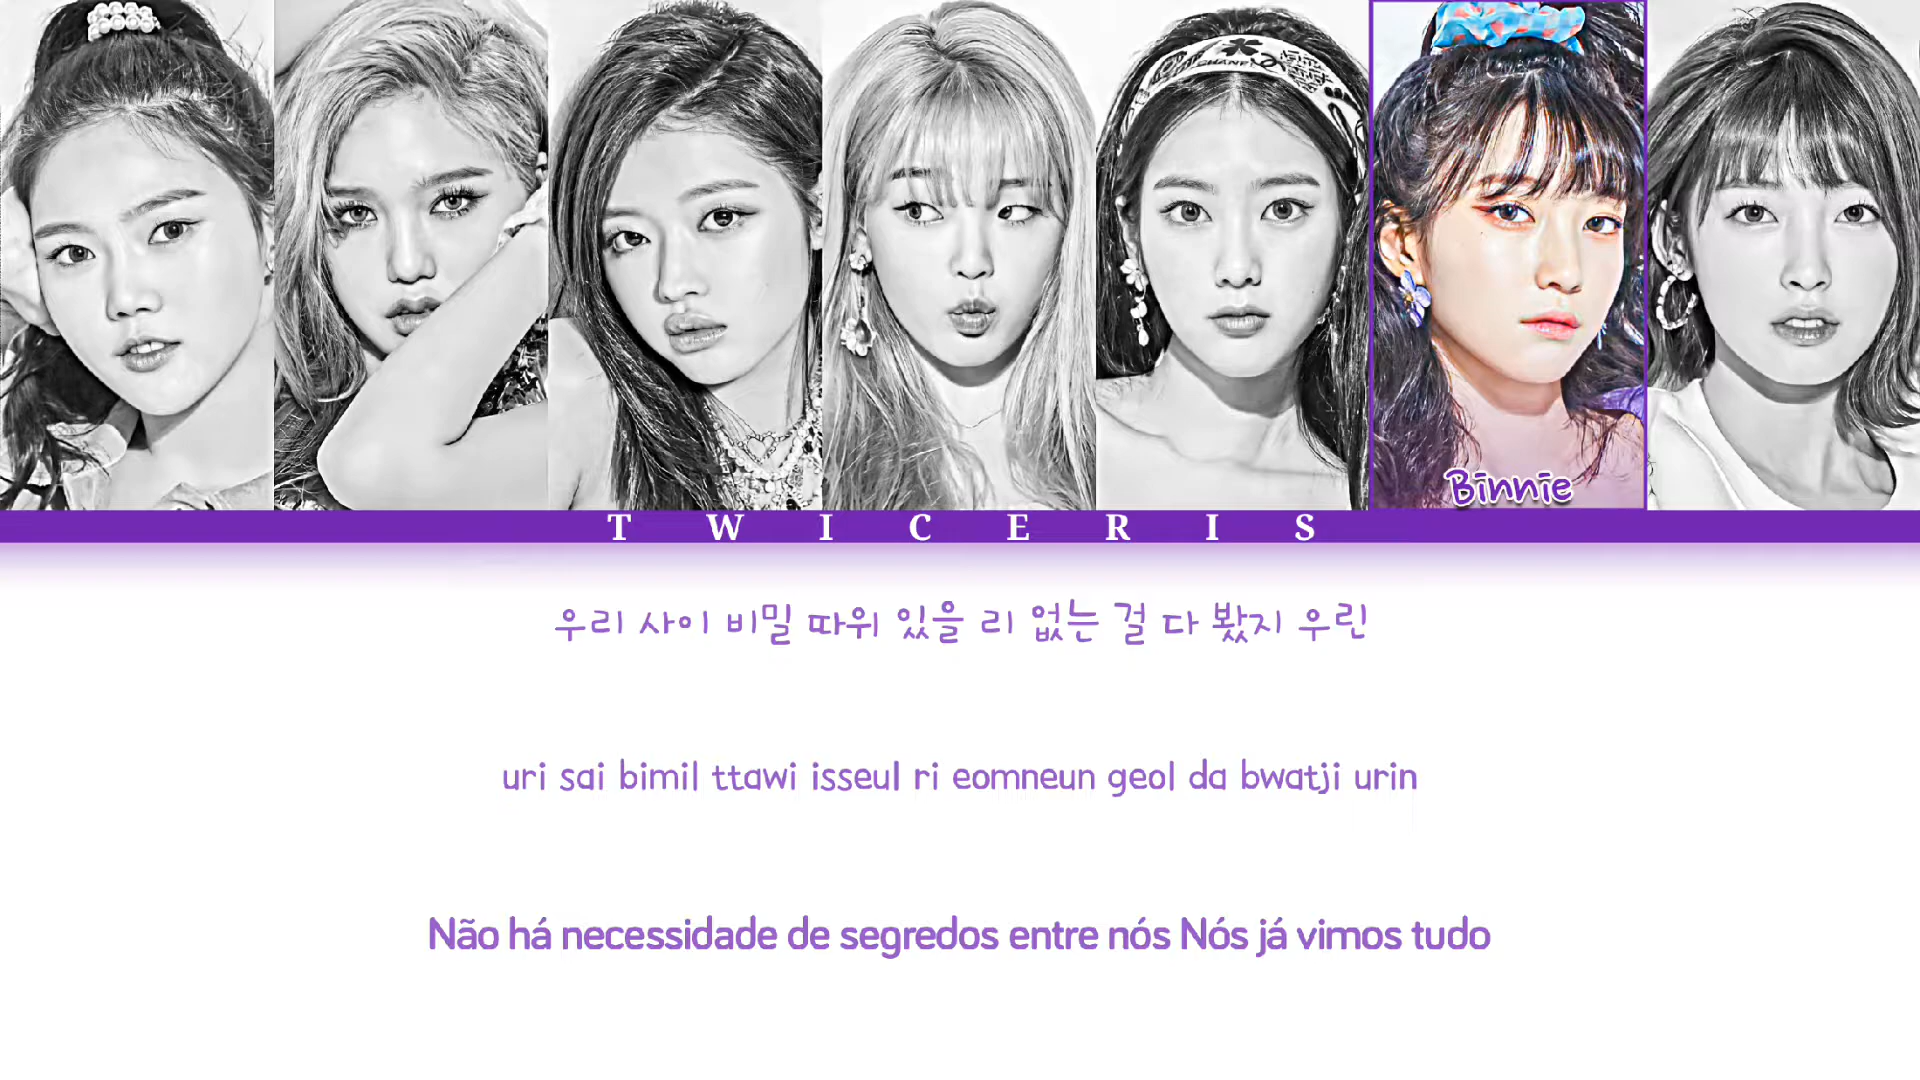 Binnie
TWICERIS
우리 사이 비밀 따위 있을 리 없는 걸 다 봤지 우린
uri sai bimil ttawi isseul ri eomneun geol da bwatji urin
Não há necessidade de segredos entre nós Nós já vimos tudo